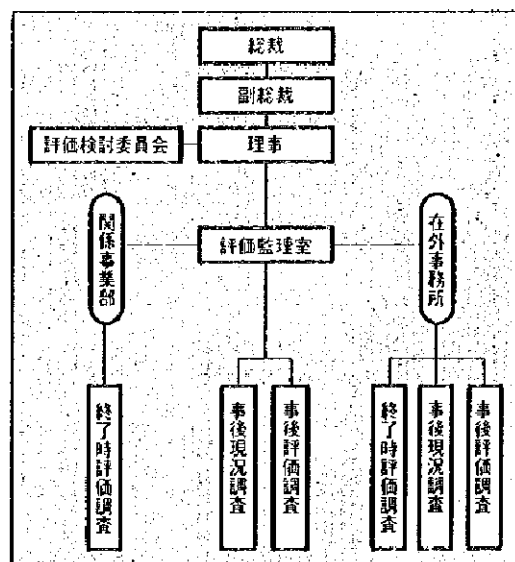 総裁
副総裁
評価検討委員会
理事
関係事業部
評価監理室
在外事務所
終了時評価調査
事後現況調査
事後評価調査
終了時評価調査
事後現況調査
事後評価調査